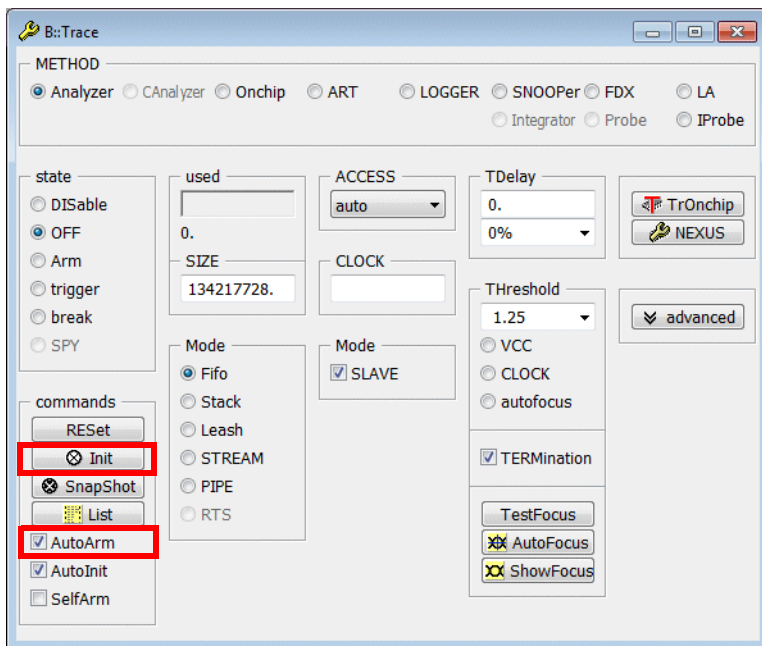 B::Trace
METHOD
Analyzer CAnalyzer Onchip ART LOGGER SNOOPer FDX LA
Integrator Probe IProbe
state
DISable
OFF
Arm
trigger
break
SPY
commands
RESet
Init
SnapShot
List
AutoArm
AutoInit
SelfArm
used
0.
SIZE
134217728.
Mode
Fifo
Stack
Leash
STREAM
PIPE
RTS
ACCESS
auto
CLOCK
Mode
SLAVE
TDelay
0.
0%
THreshold
1.25
VCC
CLOCK
autofocus
TERMination
TestFocus
AutoFocus
ShowFocus
TrOnchip
NEXUS
advanced